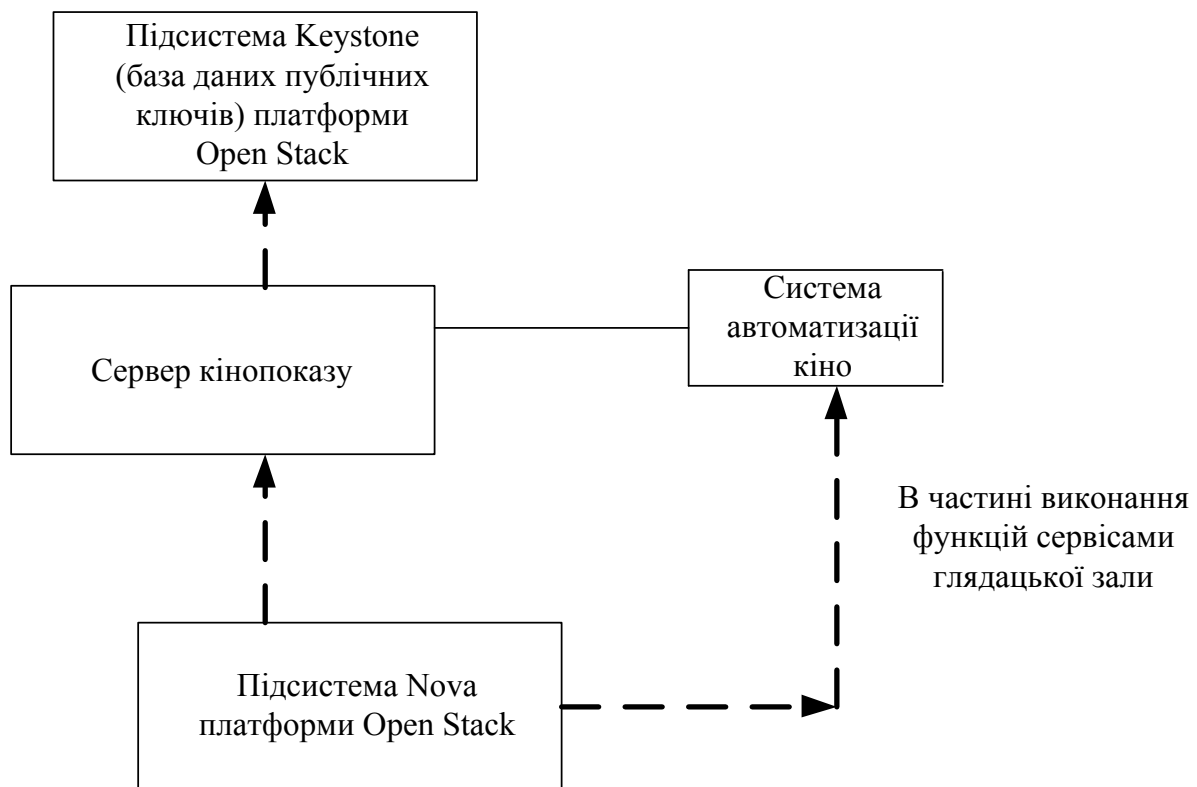 Підсистема Keystone
(база даних публічних
ключів) платформи
Open Stack
Сервер кінопоказу
Система
автоматизації
кіно
В частині виконання
функцій сервісами
глядацької зали
Підсистема Nova
платформи Open Stack